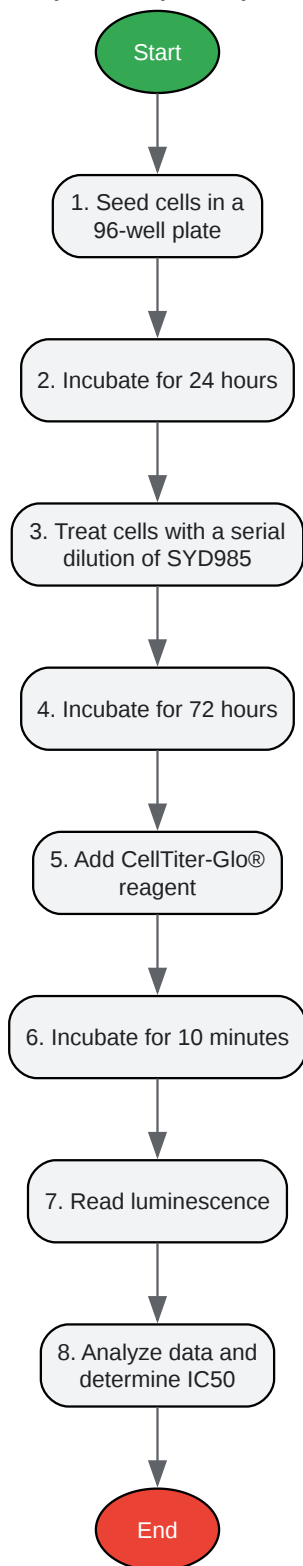 Start
1. Seed cells in a
96-well plate
2. Incubate for 24 hours
3. Treat cells with a serial
dilution of SYD985
4. Incubate for 72 hours
5. Add CellTiter-Glo®
reagent
6. Incubate for 10 minutes
7. Read luminescence
8. Analyze data and
determine IC50
End